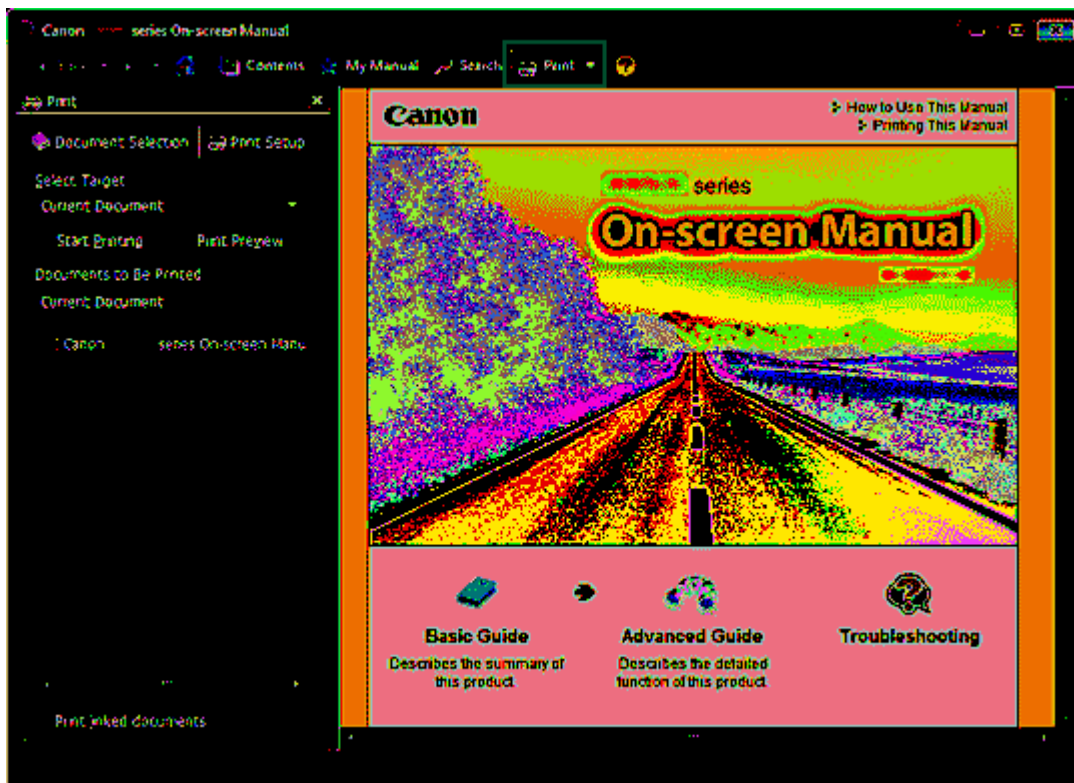 Canon series On-screen Manual
Contents My Manual Search Print
Print
Document Selection Print Setup
Select Target
Current Document
Start Printing Print Preview
Documents to Be Printed
Current Document
Canon series On-screen Manu
Print linked documents
Canon
How to Use This Manual
Printing This Manual
series
On-screen Manual
Basic Guide
Describes the summary of
this product.
Advanced Guide
Describes the detailed
function of this product.
Troubleshooting